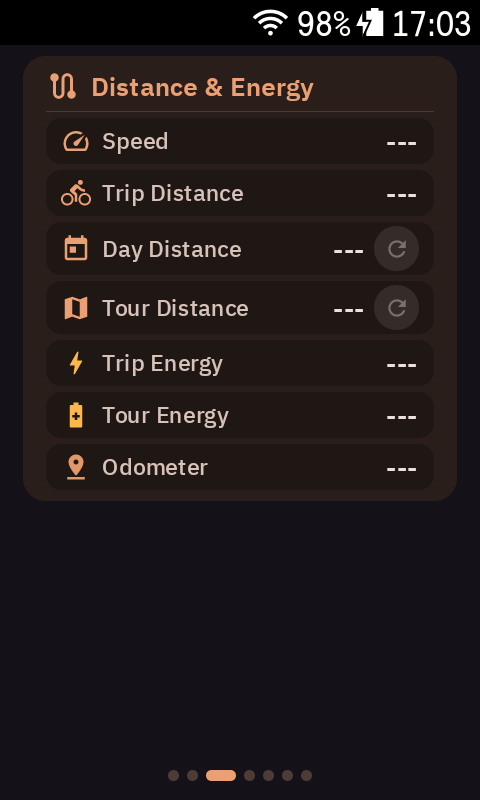 98% 17:03
Distance & Energy
Speed ---
Trip Distance ---
Day Distance ---
Tour Distance ---
Trip Energy ---
Tour Energy ---
Odometer ---